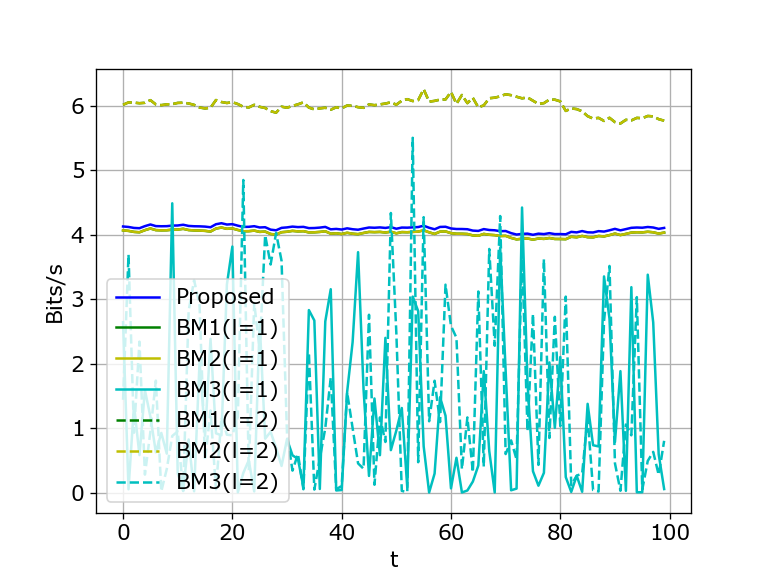 6
5
4
3
2
1
0
Bits/s
Proposed
BM1(I=1)
BM2(I=1)
BM3(I=1)
BM1(I=2)
BM2(I=2)
BM3(I=2)
0 20 40 60 80 100
t